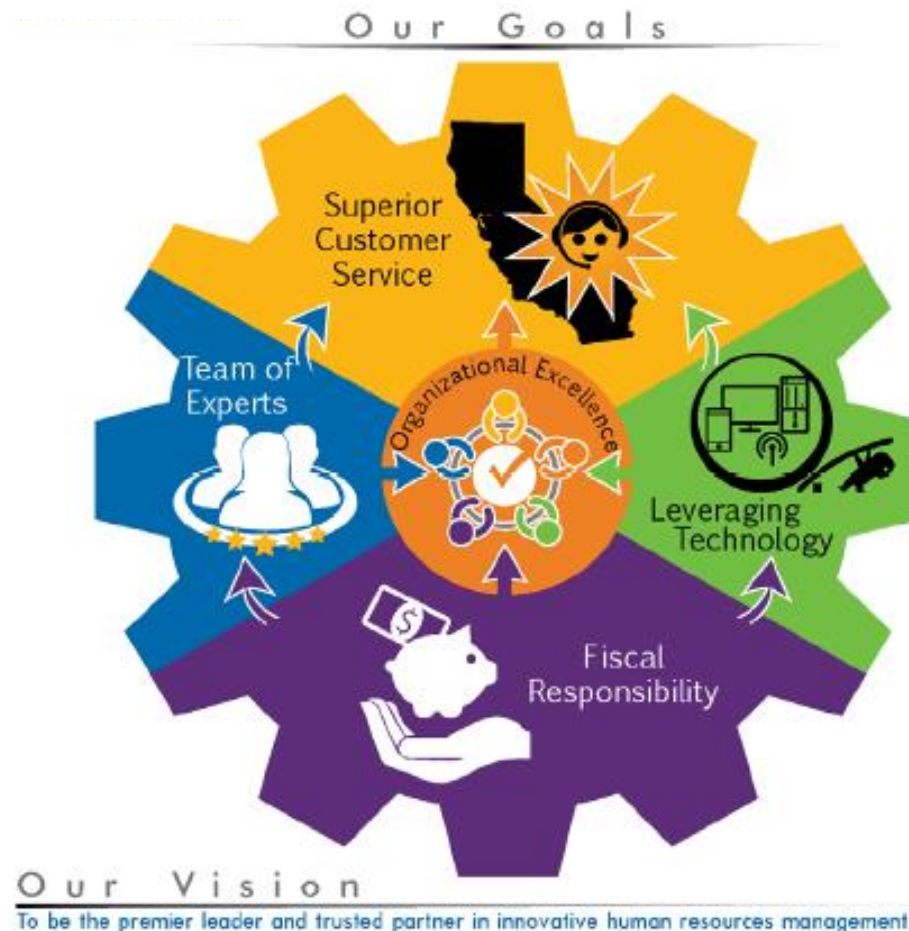 Our Goals
Superior
Customer
Service
Team of
Experts
Organizational Excellence
Leveraging
Technology
$
Fiscal
Responsibility
Our Vision
To be the premier leader and trusted partner in innovative human resources management